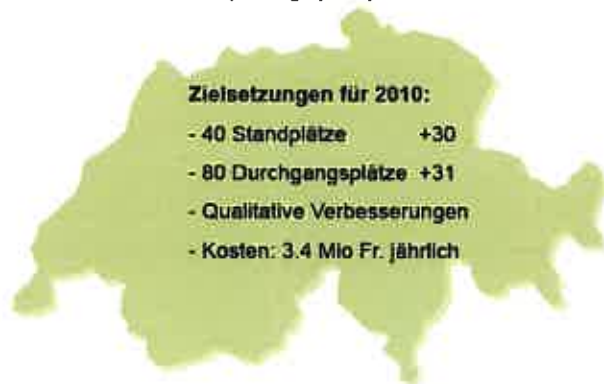 Zielsetzungen für 2010:
- 40 Standplätze +30
- 80 Durchgangsplätze +31
- Qualitative Verbesserungen
- Kosten: 3.4 Mio Fr. jährlich